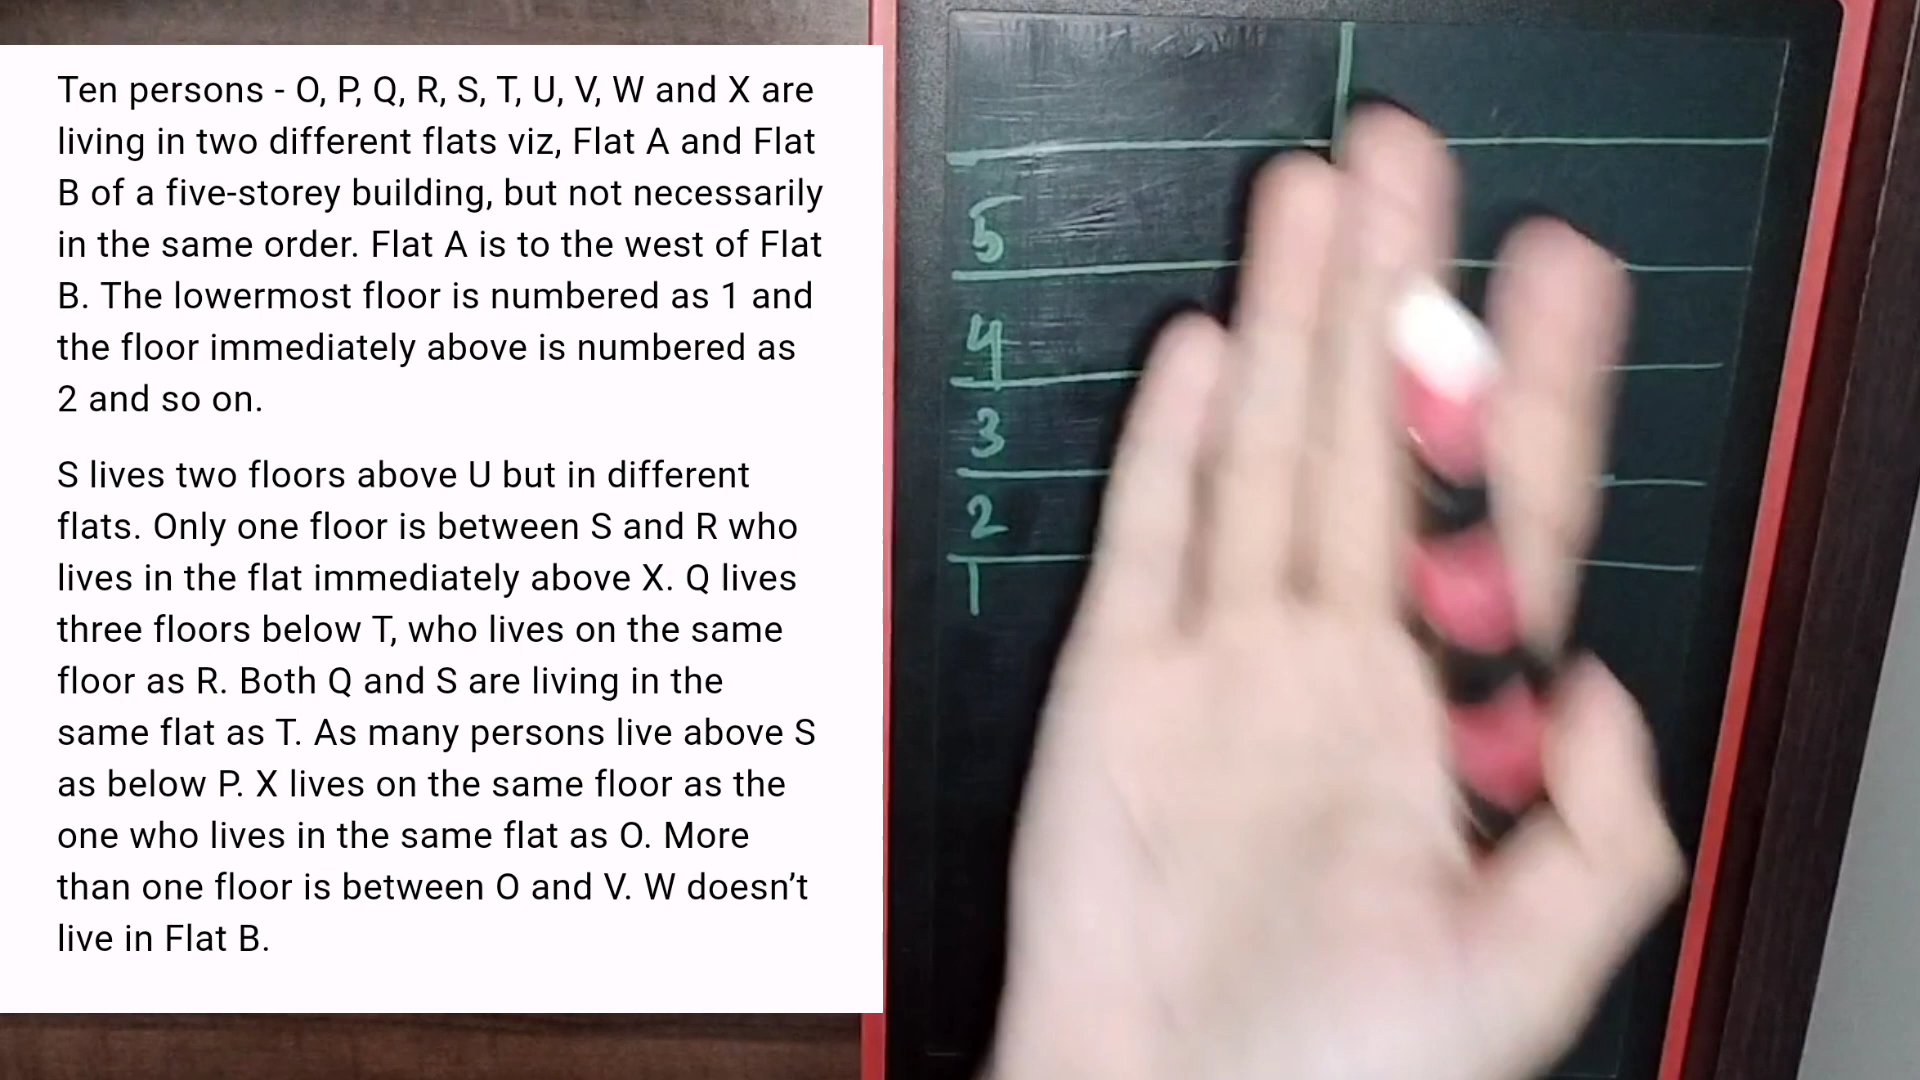 Ten persons - O, P, Q, R, S, T, U, V, W and X are
living in two different flats viz, Flat A and Flat
B of a five-storey building, but not necessarily
in the same order. Flat A is to the west of Flat
B. The lowermost floor is numbered as 1 and
the floor immediately above is numbered as
2 and so on.
S lives two floors above U but in different
flats. Only one floor is between S and R who
lives in the flat immediately above X. Q lives
three floors below T, who lives on the same
floor as R. Both Q and S are living in the
same flat as T. As many persons live above S
as below P. X lives on the same floor as the
one who lives in the same flat as O. More
than one floor is between O and V. W doesn’t
live in Flat B.
5
4
3
2
1